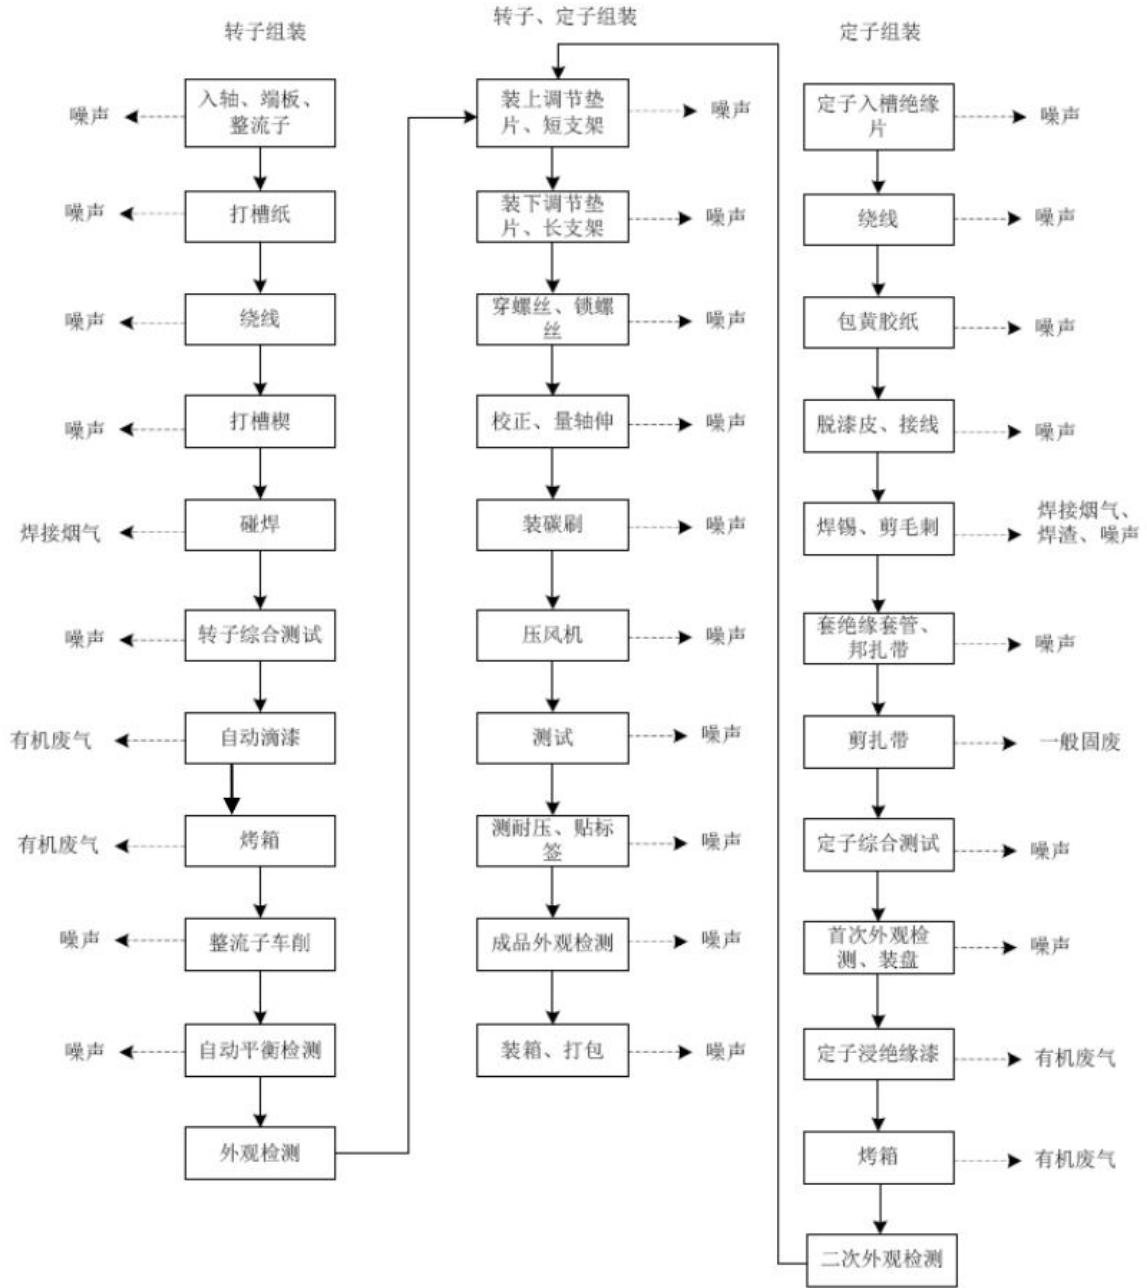 转子组装
噪声
入轴、端板、
整流子
噪声
打槽纸
噪声
绕线
噪声
打槽楔
焊接烟气
碰焊
噪声
转子综合测试
有机废气
自动滴漆
有机废气
烤箱
噪声
整流子车削
噪声
自动平衡检测
外观检测
转子、定子组装
装上调节垫
片、短支架
噪声
装下调节垫
片、长支架
噪声
穿螺丝、锁螺
丝
噪声
校正、量轴伸
噪声
装碳刷
噪声
压风机
噪声
测试
噪声
测耐压、贴标
签
噪声
成品外观检测
噪声
装箱、打包
噪声
定子组装
定子入槽绝缘
片
噪声
绕线
噪声
包黄胶纸
噪声
脱漆皮、接线
噪声
焊锡、剪毛刺
焊接烟气、
焊渣、噪声
套绝缘套管、
邦扎带
噪声
剪扎带
一般固废
定子综合测试
噪声
首次外观检
测、装盘
噪声
定子浸绝缘漆
有机废气
烤箱
有机废气
二次外观检测